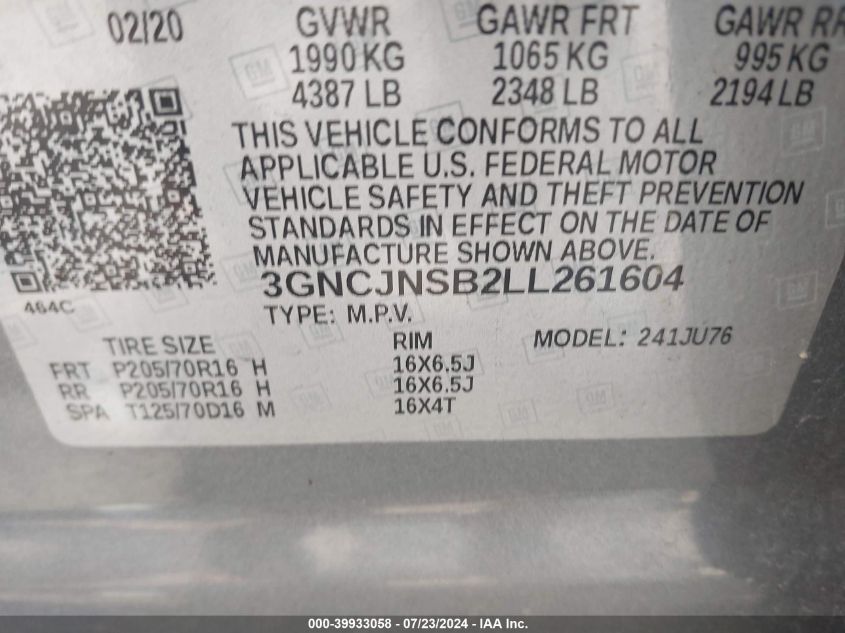 02/20 GVWR GAWR FRT GAWR RR
1990 KG 1065 KG 995 KG
4387 LB 2348 LB 2194 LB
THIS VEHICLE CONFORMS TO ALL
APPLICABLE U.S. FEDERAL MOTOR
VEHICLE SAFETY AND THEFT PREVENTION
STANDARDS IN EFFECT ON THE DATE OF
MANUFACTURE SHOWN ABOVE.
3GNCJNSB2LL261604
464C
TYPE: M.P.V.
TIRE SIZE RIM MODEL: 241JU76
FRT P205/70R16 H 16X6.5J
RR P205/70R16 H 16X6.5J
SPA T125/70D16 M 16X4T
000-39933058 - 07/23/2024 - IAA Inc.